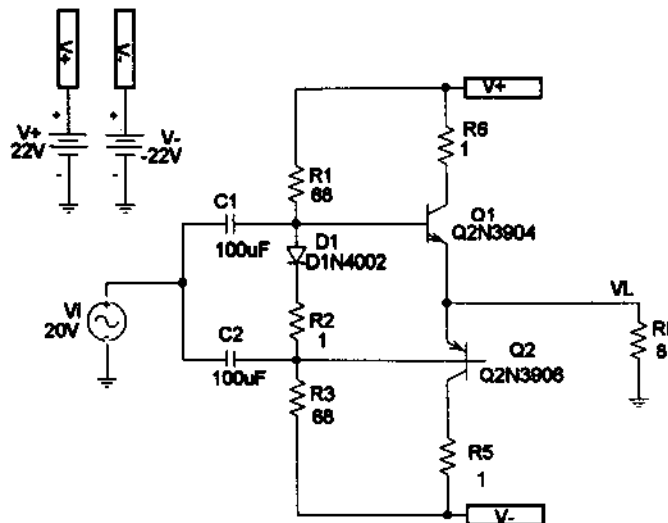 V+
V-
V+
22V
V-
-22V
+
-
+
-
V+
R6
1
R1
68
C1
100uF
Q1
Q2N3904
D1
D1N4002
VI
20V
VL
R2
1
C2
100uF
Q2
Q2N3906
R3
68
8
R5
1
V-